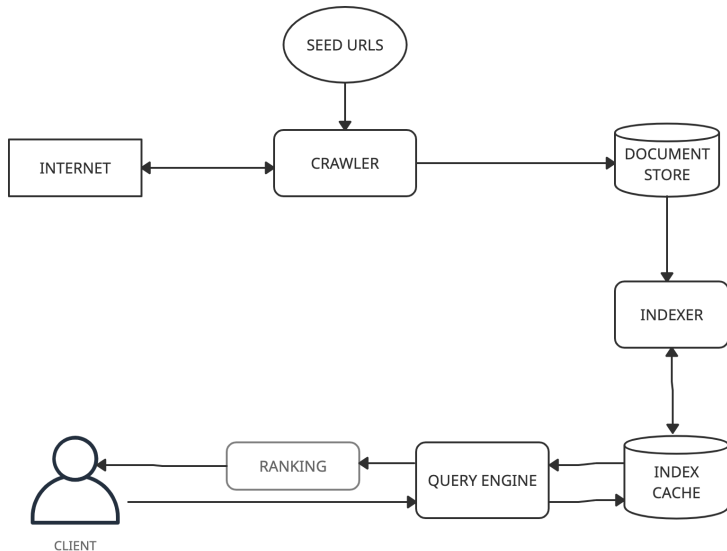 SEED URLS
INTERNET
CRAWLER
DOCUMENT
STORE
INDEXER
RANKING
QUERY ENGINE
INDEX
CACHE
CLIENT